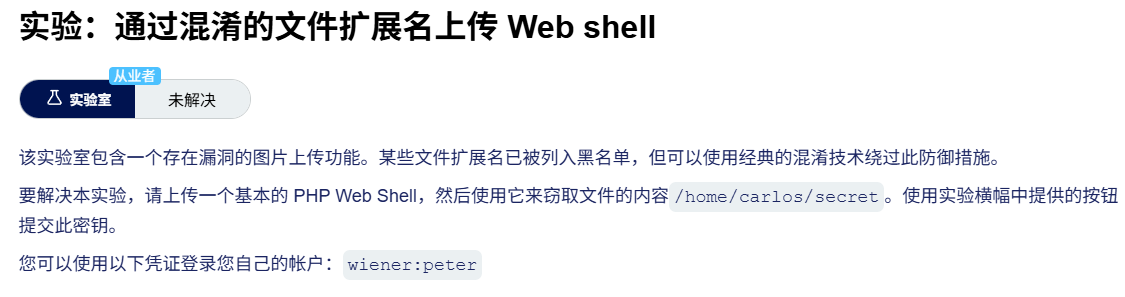 实验：通过混淆的文件扩展名上传 Web shell
从业者
实验室 未解决
该实验室包含一个存在漏洞的图片上传功能。某些文件扩展名已被列入黑名单，但可以使用经典的混淆技术绕过此防御措施。
要解决本实验，请上传一个基本的 PHP Web Shell，然后使用它来窃取文件的内容 /home/carlos/secret 。使用实验横幅中提供的按钮
提交此密钥。
您可以使用以下凭证登录您自己的帐户： wiener:peter